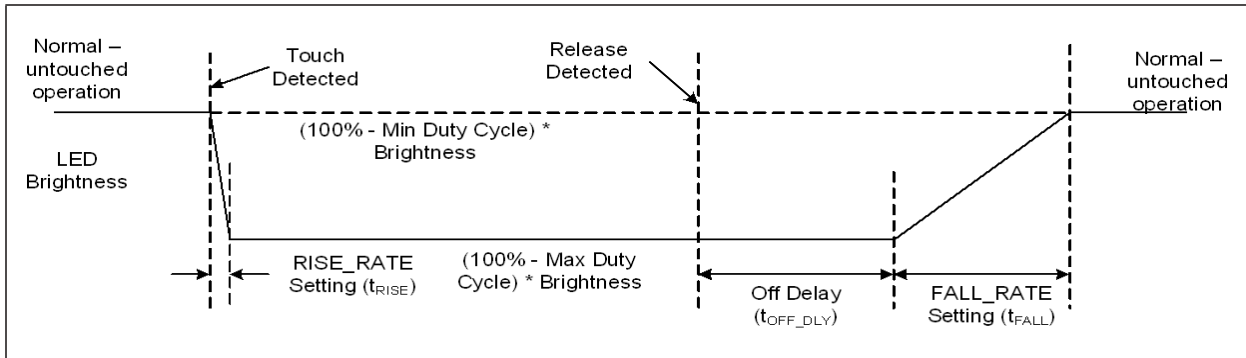 Normal –
untouched
operation
Touch
Detected
Release
Detected
Normal –
untouched
operation
(100% - Min Duty Cycle) *
Brightness
LED
Brightness
RISE_RATE
Setting (tRISE)
(100% - Max Duty
Cycle) * Brightness
Off Delay
(tOFF_DLY)
FALL_RATE
Setting (tFALL)